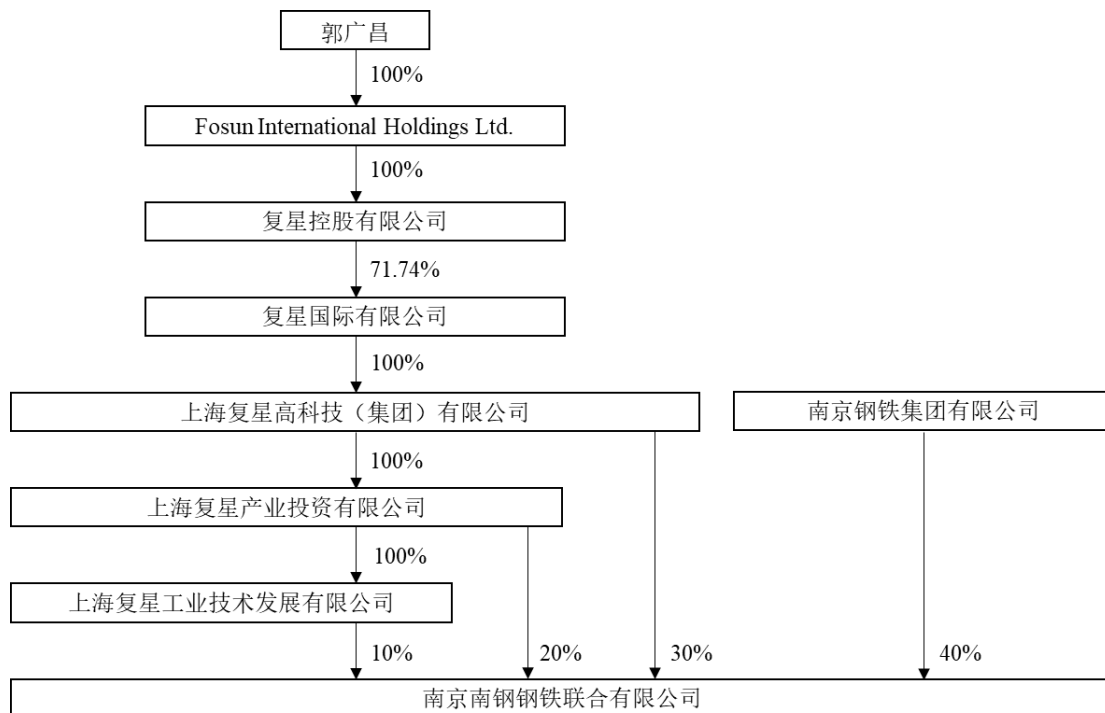 郭广昌
100%
Fosun International Holdings Ltd.
100%
复星控股有限公司
71.74%
复星国际有限公司
100%
上海复星高科技（集团）有限公司
南京钢铁集团有限公司
100%
上海复星产业投资有限公司
100%
上海复星工业技术发展有限公司
10%
20%
30%
40%
南京南钢钢铁联合有限公司